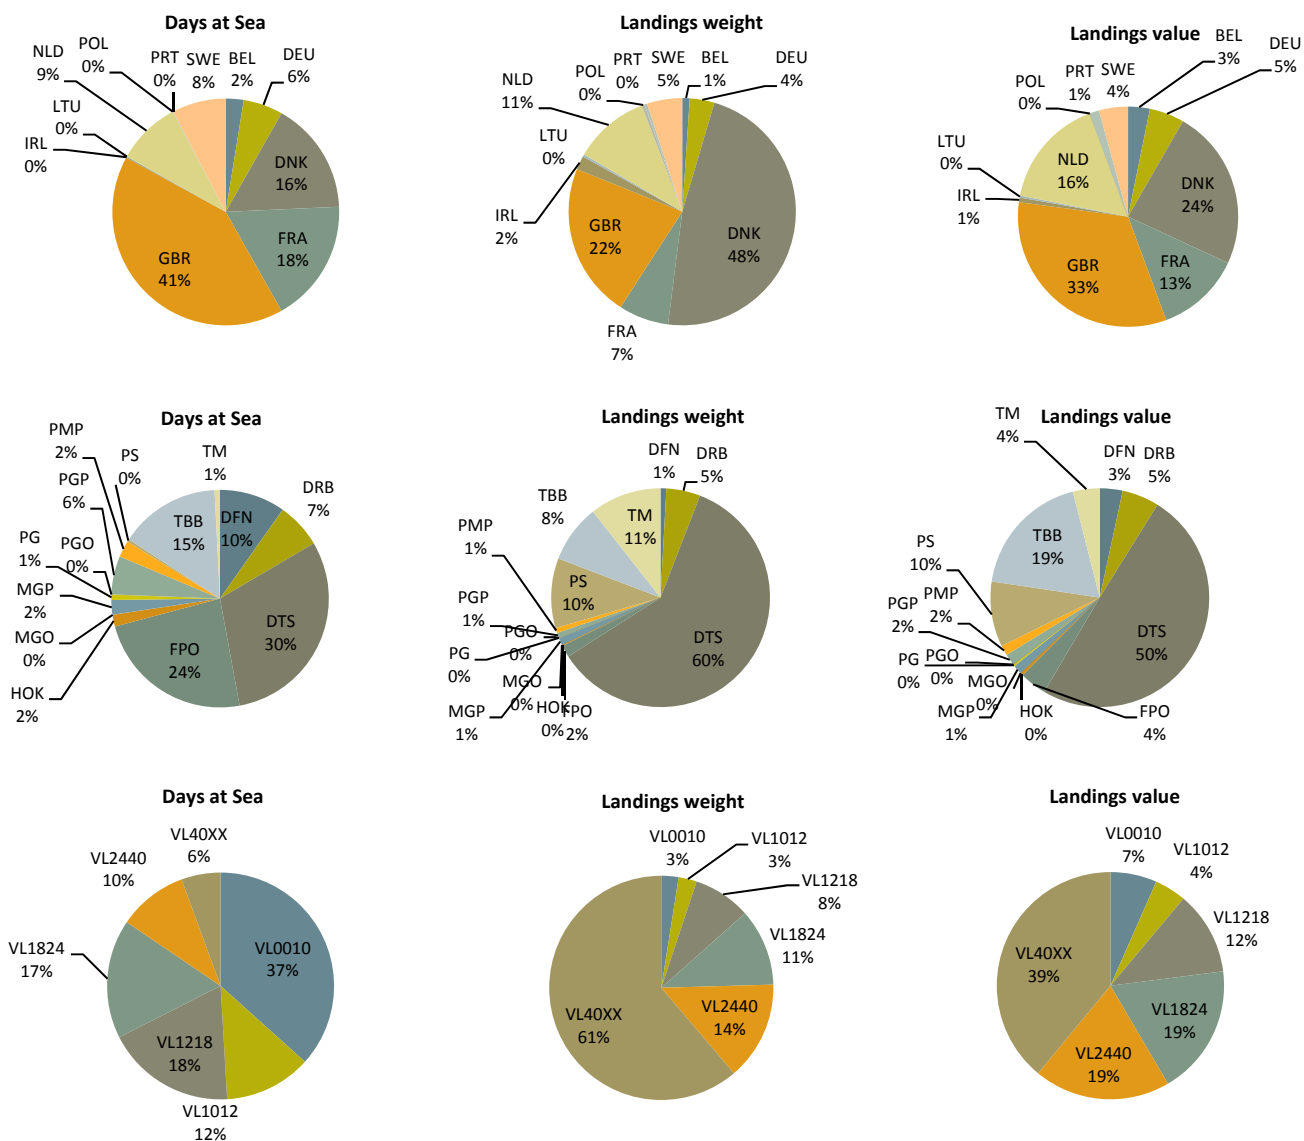 Days at Sea
BEL
2%
DEU
6%
DNK
16%
FRA
18%
GBR
41%
IRL
0%
LTU
0%
NLD
9%
POL
0%
PRT
0%
SWE
8%
Landings weight
BEL
1%
DEU
4%
DNK
48%
FRA
7%
GBR
22%
IRL
2%
LTU
0%
NLD
11%
POL
0%
PRT
0%
SWE
5%
Landings value
BEL
3%
DEU
5%
DNK
24%
FRA
13%
GBR
33%
IRL
1%
LTU
0%
NLD
16%
POL
0%
PRT
1%
SWE
4%
Days at Sea
DFN
10%
DRB
7%
DTS
30%
FPO
24%
HOK
2%
MGO
0%
MGP
2%
PG
1%
PGO
0%
PGP
6%
PMP
2%
PS
0%
TBB
15%
TM
1%
Landings weight
DFN
1%
DRB
5%
DTS
60%
FPO
2%
HOK
0%
MGO
0%
MGP
1%
PG
0%
PGO
0%
PGP
1%
PMP
1%
PS
10%
TBB
8%
TM
11%
Landings value
DFN
3%
DRB
5%
DTS
50%
FPO
4%
HOK
0%
MGO
0%
MGP
1%
PG
0%
PGO
0%
PGP
2%
PMP
2%
PS
10%
TBB
19%
TM
4%
Days at Sea
VL0010
37%
VL1012
12%
VL1218
18%
VL1824
17%
VL2440
10%
VL40XX
6%
Landings weight
VL0010
3%
VL1012
3%
VL1218
8%
VL1824
11%
VL2440
14%
VL40XX
61%
Landings value
VL0010
7%
VL1012
4%
VL1218
12%
VL1824
19%
VL2440
19%
VL40XX
39%